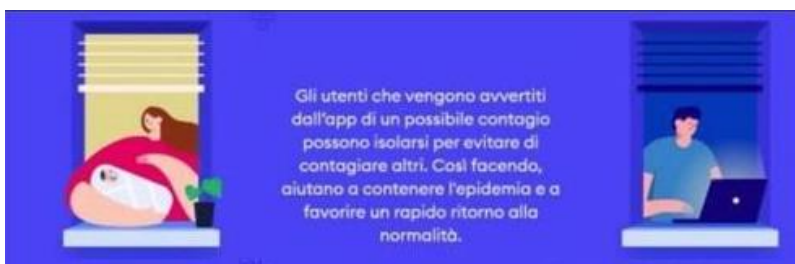 Gli utenti che vengono avvertiti
dall'app di un possibile contagio
possono isolarsi per evitare di
contagiare altri. Così facendo,
aiutano a contenere l'epidemia e a
favorire un rapido ritorno alla
normalità.